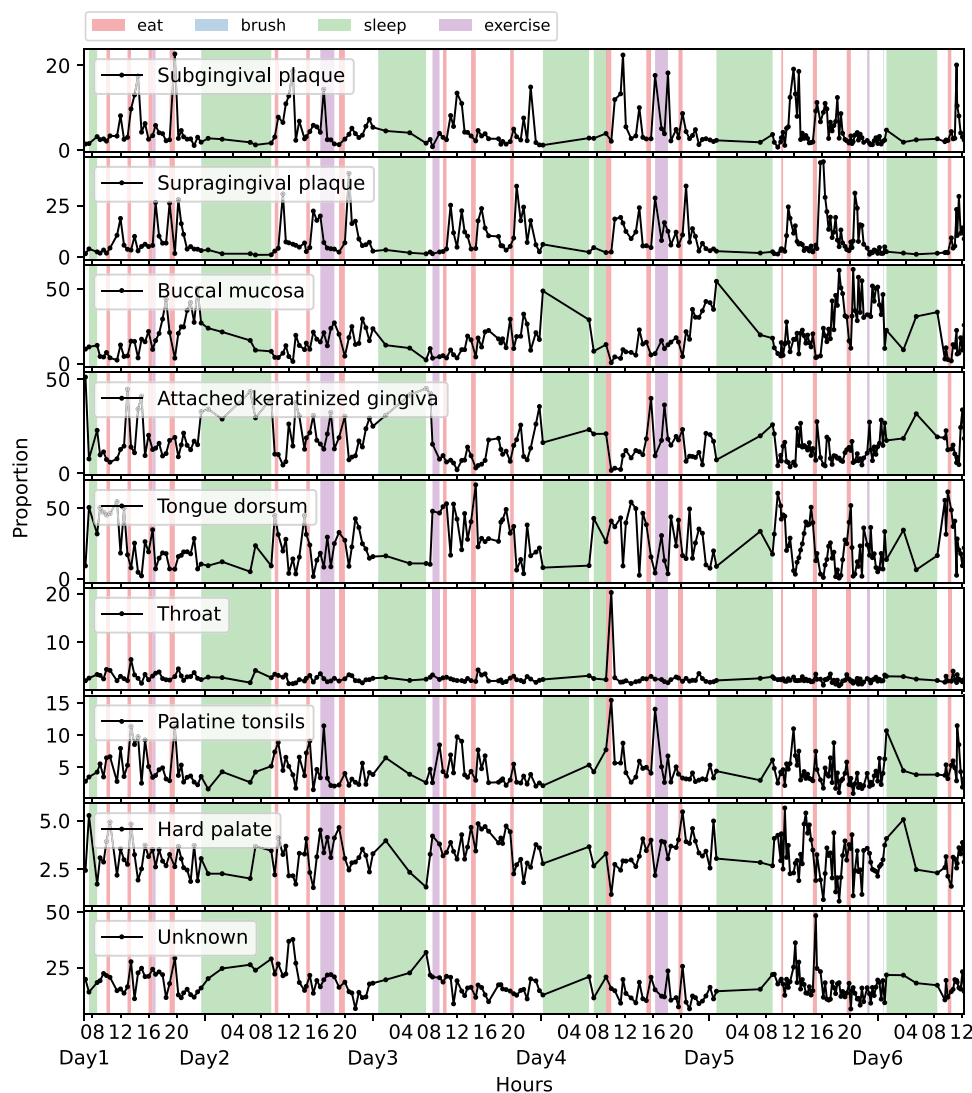 eat brush sleep exercise
20
0
Subgingival plaque
25
0
Supragingival plaque
50
0
Buccal mucosa
50
0
Attached keratinized gingiva
50
0
Tongue dorsum
20
10
Throat
15
10
5
Palatine tonsils
5.0
2.5
Hard palate
50
25
Unknown
Proportion
08 12 16 20 04 08 12 16 20 04 08 12 16 20 04 08 12 16 20 04 08 12 16 20 04 08 12
Day1 Day2 Day3 Day4 Day5 Day6
Hours